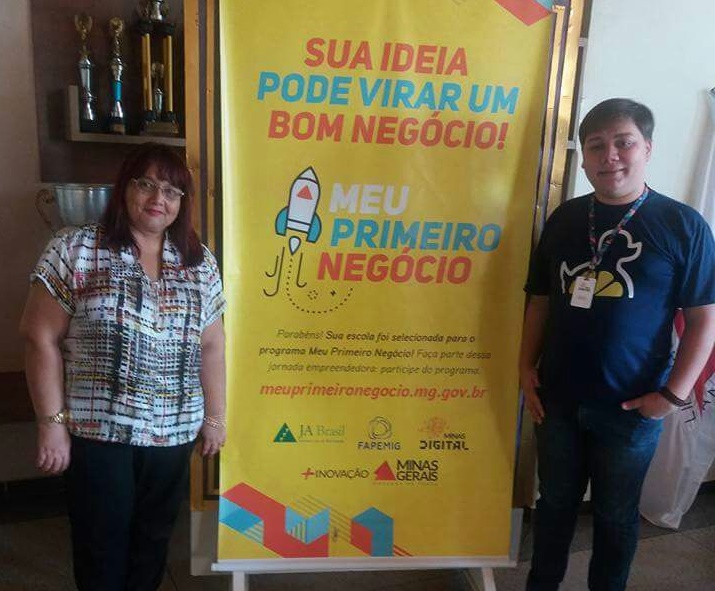 SUA IDEIA
PODE VIRAR UM
BOM NEGÓCIO!
MEU
PRIMEIRO
NEGÓCIO
Parabéns! Sua escola foi selecionada para o
programa Meu Primeiro Negócio! Faça parte dessa
jornada empreendedora: participe do programa.
meuprimeironegocio.mg.gov.br
JA Brasil
FAPEMIG
MINAS
DIGITAL
+INOVAÇÃO
MINAS
GERAIS